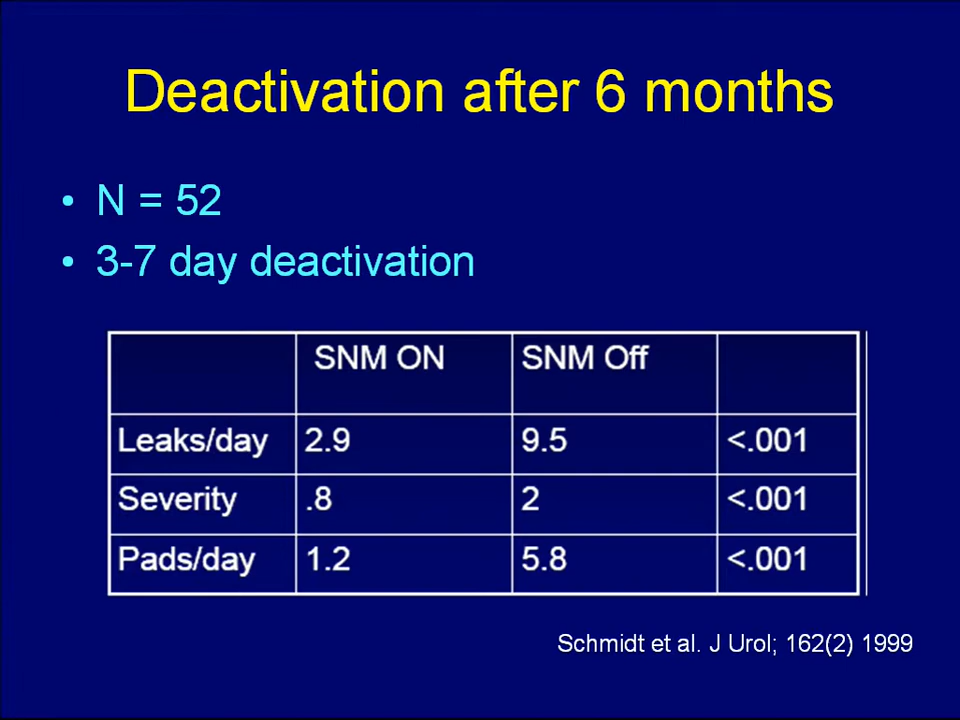 Deactivation after 6 months
• N = 52
• 3-7 day deactivation
SNM ON SNM Off
Leaks/day 2.9 9.5 <.001
Severity .8 2 <.001
Pads/day 1.2 5.8 <.001
Schmidt et al. J Urol; 162(2) 1999